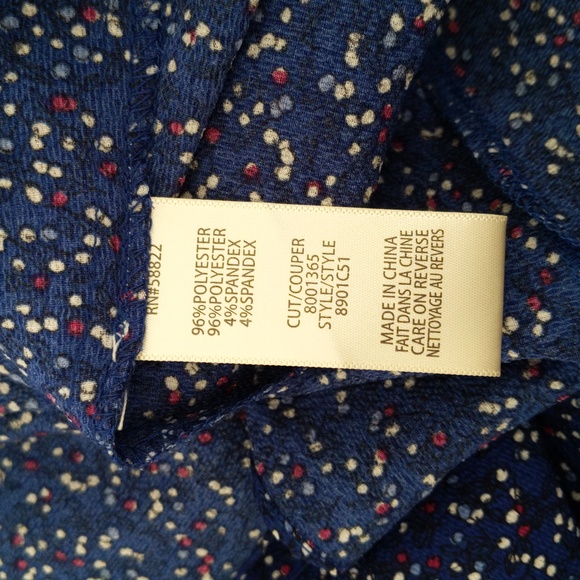 RN#58822
96%POLYESTER
96%POLYESTER
4%SPANDEX
4%SPANDEX
CUT/COUPER
8001365
STYLE/STYLE
8901C51
MADE IN CHINA
FAIT DANS LA CHINE
CARE ON REVERSE
NETTOYAGE AU REVERS